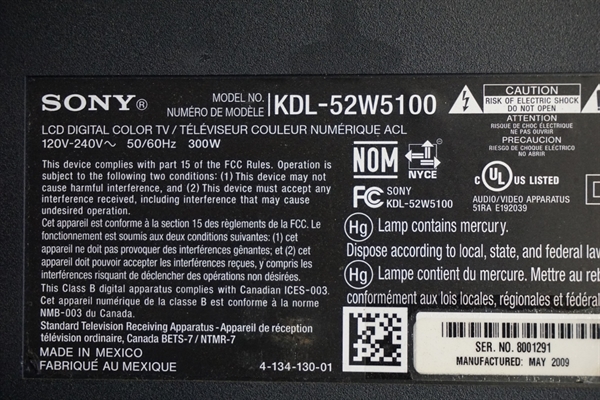 SONY®
MODEL NO.
NUMÉRO DE MODÈLE
KDL-52W5100
LCD DIGITAL COLOR TV / TÉLÉVISEUR COULEUR NUMÉRIQUE ACL
120V-240V~ 50/60Hz 300W
This device complies with part 15 of the FCC Rules. Operation is
subject to the following two conditions: (1) This device may not
cause harmful interference, and (2) This device must accept any
interference received, including interference that may cause
undesired operation.
Cet appareil est conforme à la section 15 des règlements de la FCC. Le
fonctionnement est soumis aux deux conditions suivantes: (1) cet
appareil ne doit pas provoquer des interférences gênantes; et (2) cet
appareil doit pouvoir accepter les interférences reçues, y compris les
interférences risquant de déclencher des opérations non désirées.
This Class B digital apparatus complies with Canadian ICES-003.
Cet appareil numérique de la classe B est conforme à la norme
NMB-003 du Canada.
Standard Television Receiving Apparatus - Appareil de réception
télévision ordinaire, Canada BETS-7 / NTMR-7
MADE IN MEXICO
FABRIQUÉ AU MEXIQUE
4-134-130-01
CAUTION
RISK OF ELECTRIC SHOCK
DO NOT OPEN
ATTENTION
RISQUE DE CHOC ÉLECTRIQUE
NE PAS OUVRIR
PRECAUCION
RIESGO DE CHOQUE ELÉCTRICO
NO ABRIR
NOM
NYCE
FC
SONY
KDL-52W5100
c UL® US LISTED
AUDIO/VIDEO APPARATUS
51RA E192039
Hg Lamp contains mercury.
Dispose according to local, state, and federal
Hg Lampe contient du mercure. Mettre au
conformément aux lois locales, régionales et
SER. NO. 8001291
MANUFACTURED: MAY 2009